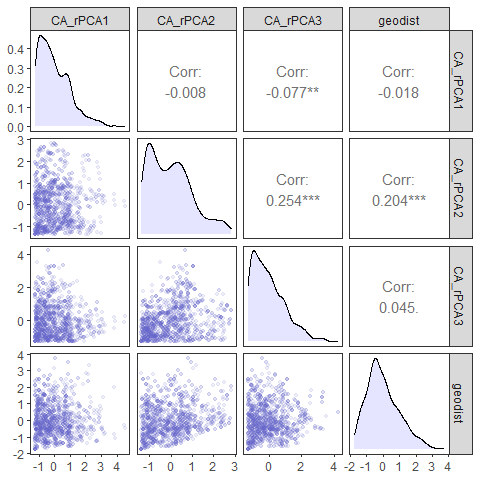 CA_rPCA1 CA_rPCA2 CA_rPCA3 geodist
0.4
0.3
0.2
0.1
0.0
Corr:
-0.008
Corr:
-0.077**
Corr:
-0.018
CA_rPCA1
3
2
1
0
-1
Corr:
0.254***
Corr:
0.204***
CA_rPCA2
4
2
0
Corr:
0.045.
CA_rPCA3
4
3
2
1
0
-1
-2
geodist
-1 0 1 2 3 4
-1 0 1 2 3
0 2 4
-2 -1 0 1 2 3 4